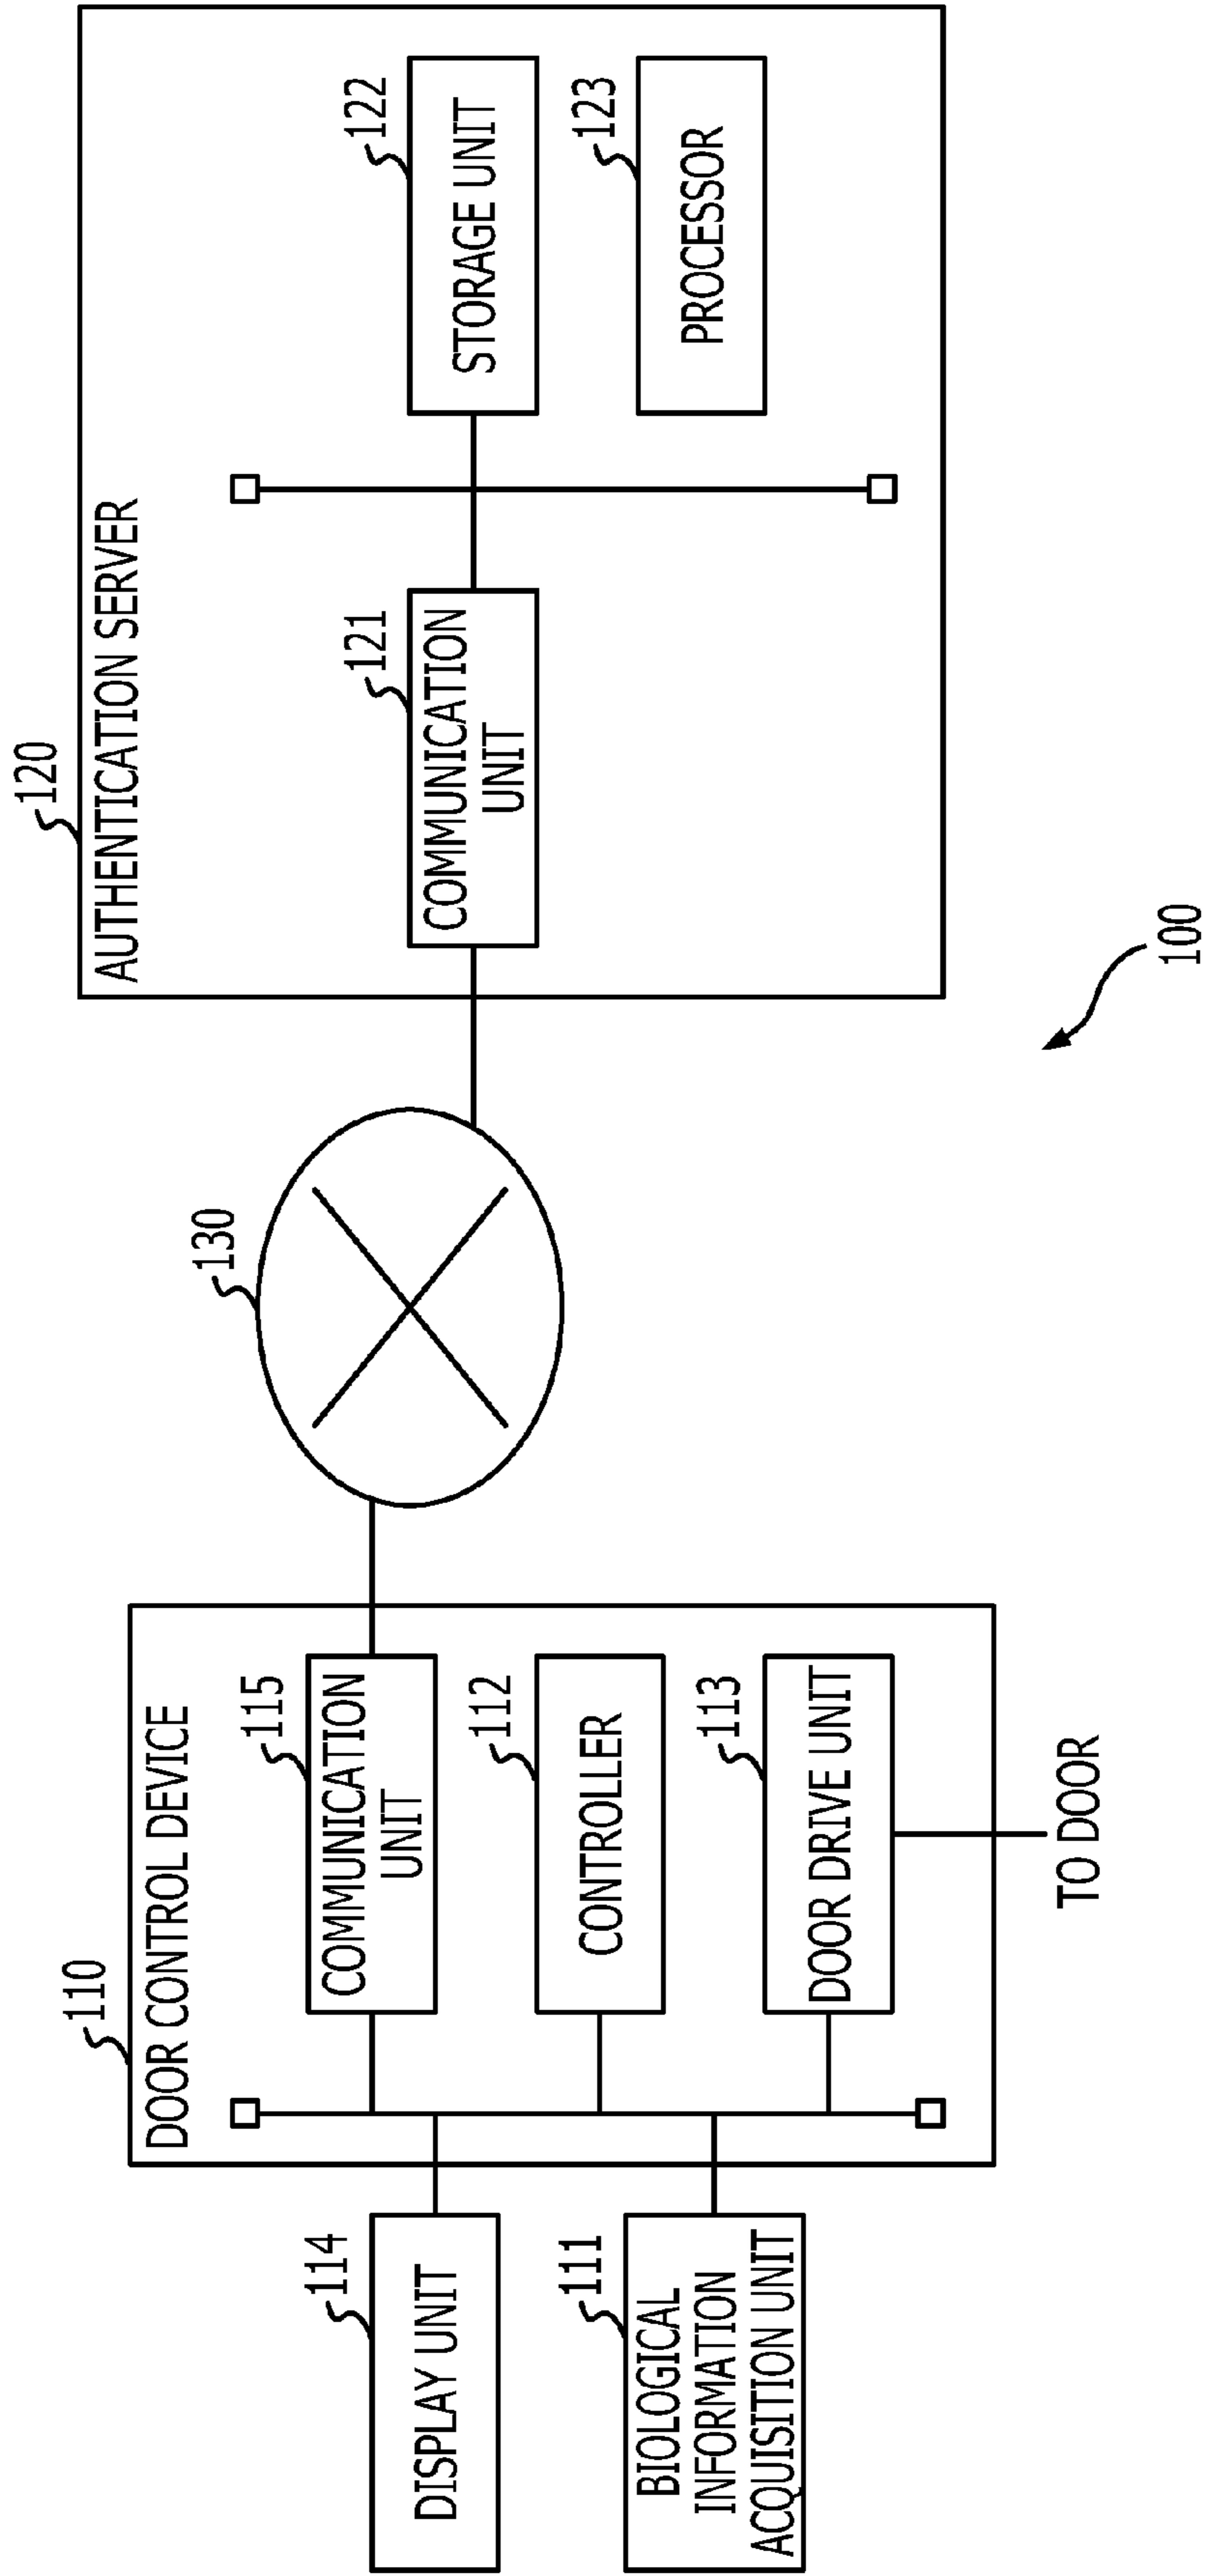 100
110
DOOR CONTROL DEVICE
114
DISPLAY UNIT
111
BIOLOGICAL
INFORMATION
ACQUISITION UNIT
115
COMMUNICATION
UNIT
112
CONTROLLER
113
DOOR DRIVE UNIT
TO DOOR
130
120
AUTHENTICATION SERVER
121
COMMUNICATION
UNIT
122
STORAGE UNIT
123
PROCESSOR